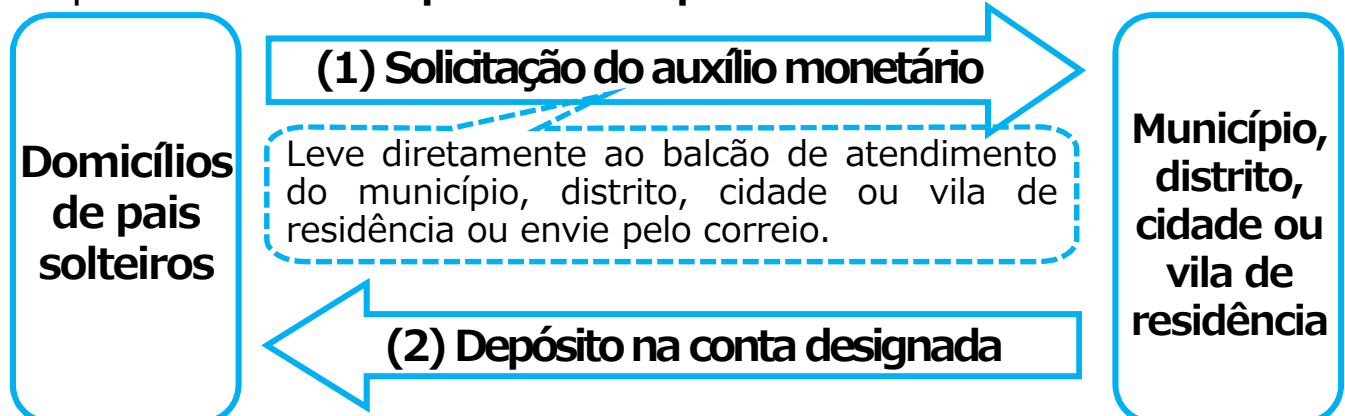 Domicílios
de pais
solteiros
(1) Solicitação do auxílio monetário
Leve diretamente ao balcão de atendimento
do município, distrito, cidade ou vila de
residência ou envie pelo correio.
(2) Depósito na conta designada
Município,
distrito,
cidade ou
vila de
residência